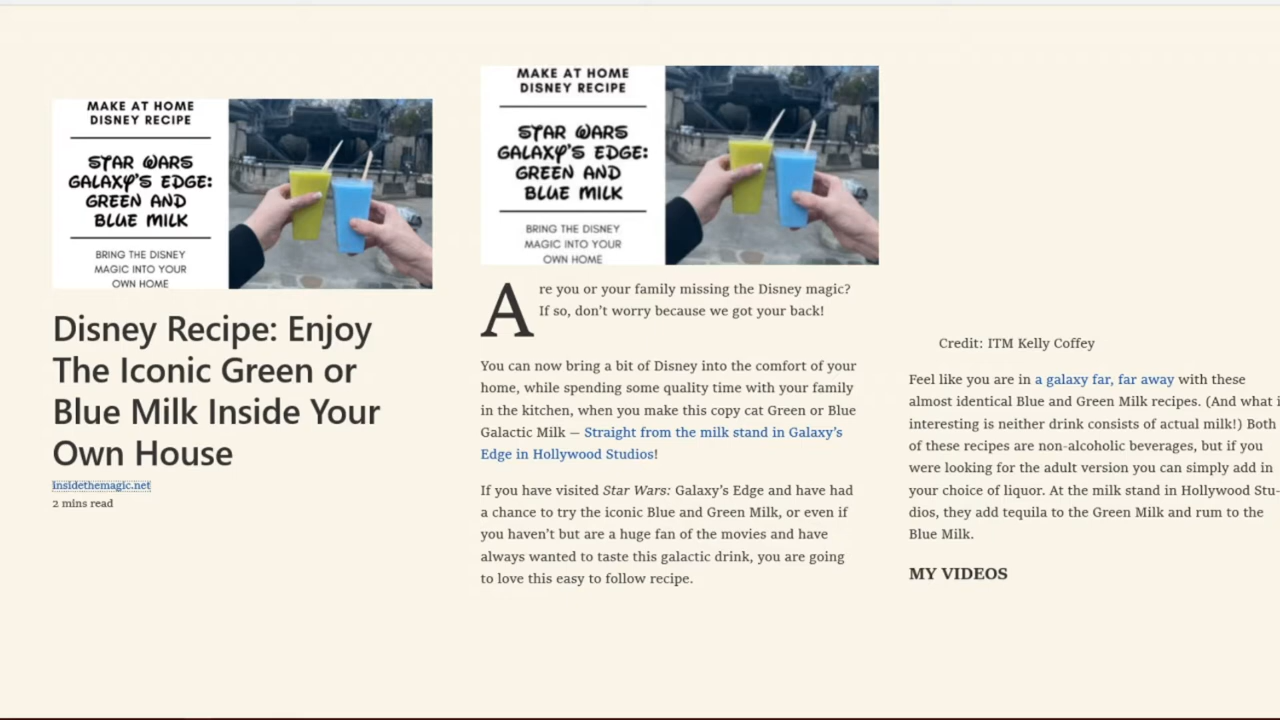 MAKE AT HOME
DISNEY RECIPE
STAR WARS
GALAXY'S EDGE:
GREEN AND
BLUE MILK
BRING THE DISNEY
MAGIC INTO YOUR
OWN HOME
Disney Recipe: Enjoy
The Iconic Green or
Blue Milk Inside Your
Own House
insidethemagic.net
2 mins read
MAKE AT HOME
DISNEY RECIPE
STAR WARS
GALAXY'S EDGE:
GREEN AND
BLUE MILK
BRING THE DISNEY
MAGIC INTO YOUR
OWN HOME
Are you or your family missing the Disney magic?
If so, don't worry because we got your back!
You can now bring a bit of Disney into the comfort of your
home, while spending some quality time with your family
in the kitchen, when you make this copy cat Green or Blue
Galactic Milk — Straight from the milk stand in Galaxy's
Edge in Hollywood Studios!
If you have visited Star Wars: Galaxy's Edge and have had
a chance to try the iconic Blue and Green Milk, or even if
you haven't but are a huge fan of the movies and have
always wanted to taste this galactic drink, you are going
to love this easy to follow recipe.
Credit: ITM Kelly Coffey
Feel like you are in a galaxy far, far away with these
almost identical Blue and Green Milk recipes. (And what i
interesting is neither drink consists of actual milk!) Both
of these recipes are non-alcoholic beverages, but if you
were looking for the adult version you can simply add in
your choice of liquor. At the milk stand in Hollywood Stu-
dios, they add tequila to the Green Milk and rum to the
Blue Milk.
MY VIDEOS